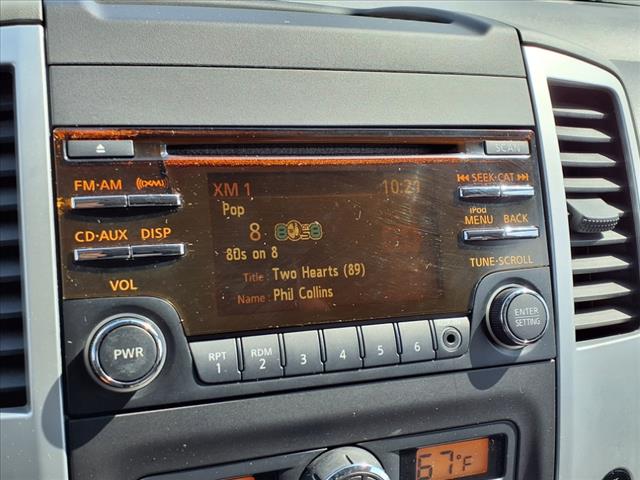 SCAN
FM·AM ((XM))
SEEK·CAT
XM 1 10:21
Pop
iPod
MENU BACK
8
CD·AUX DISP
80s on 8
TUNE·SCROLL
Title : Two Hearts (89)
VOL
Name : Phil Collins
ENTER
SETTING
PWR
RPT 1
RDM 2
3 4 5 6
67°F